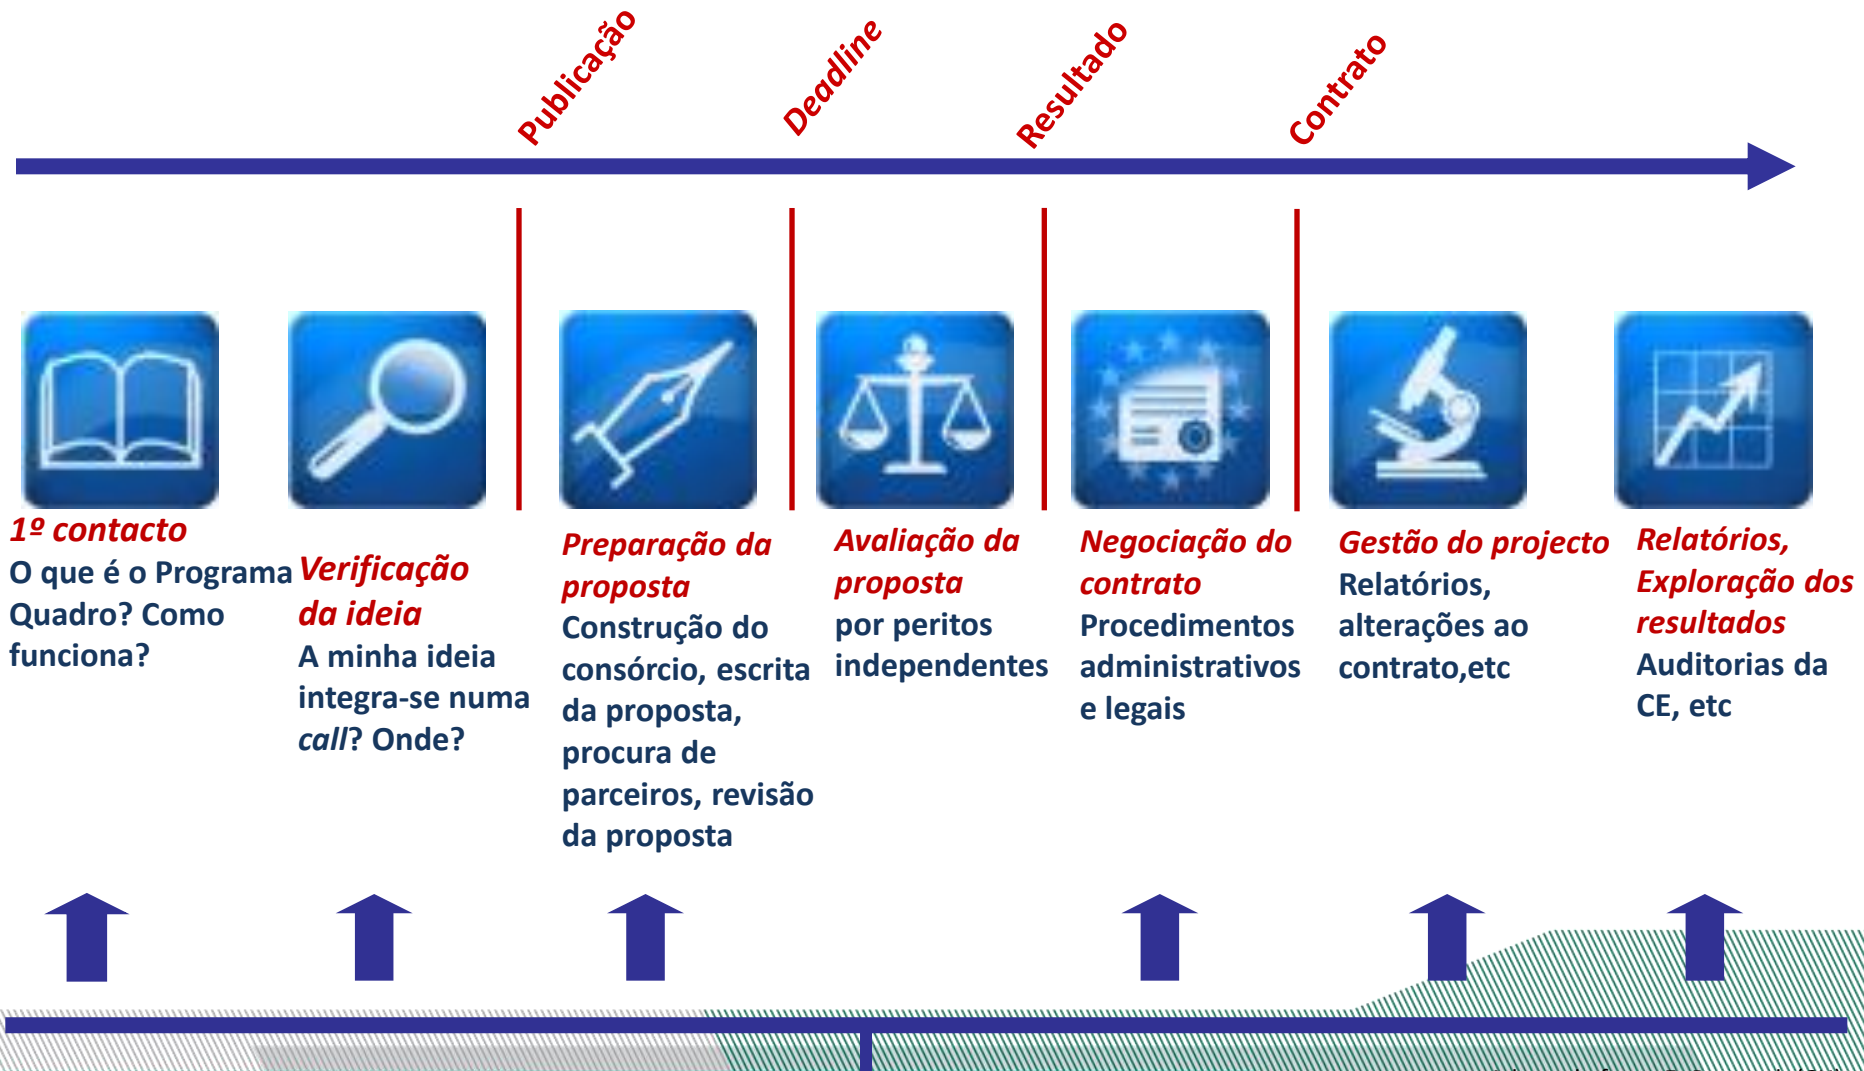 Publicação
Deadline
Resultado
Contrato
1º contacto
O que é o Programa
Quadro? Como
funciona?
Verificação
da ideia
A minha ideia
integra-se numa
call? Onde?
Preparação da
proposta
Construção do
consórcio, escrita
da proposta,
procura de
parceiros, revisão
da proposta
Avaliação da
proposta
por peritos
independentes
Negociação do
contrato
Procedimentos
administrativos
e legais
Gestão do projecto
Relatórios,
alterações ao
contrato,etc
Relatórios,
Exploração dos
resultados
Auditorias da
CE, etc